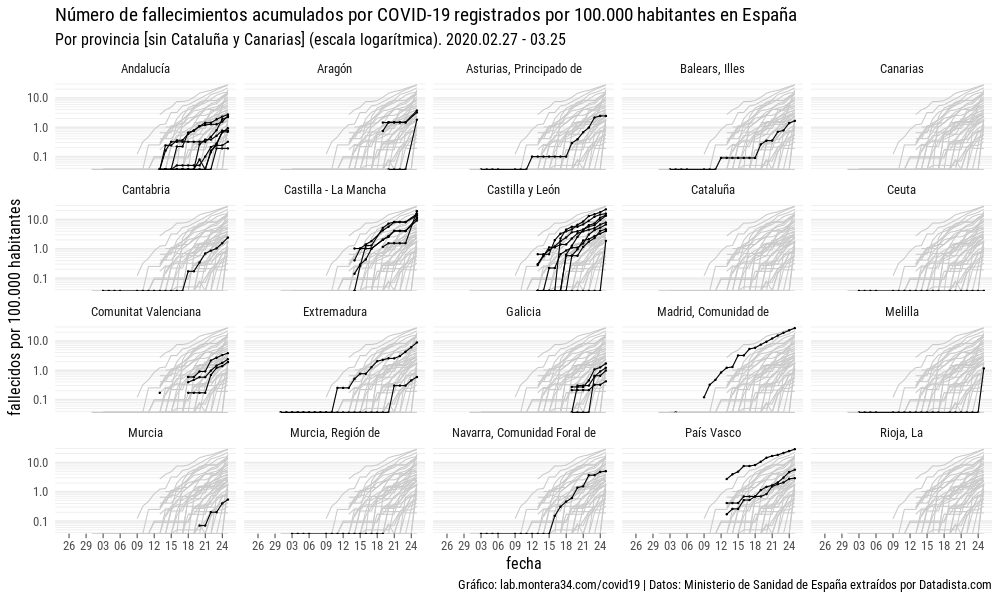 Número de fallecimientos acumulados por COVID-19 registrados por 100.000 habitantes en España
Por provincia [sin Cataluña y Canarias] (escala logarítmica). 2020.02.27 - 03.25
Andalucía Aragón Asturias, Principado de Balears, Illes Canarias
10.0
1.0
0.1
Cantabria Castilla - La Mancha Castilla y León Cataluña Ceuta
10.0
1.0
0.1
Comunitat Valenciana Extremadura Galicia Madrid, Comunidad de Melilla
10.0
1.0
0.1
Murcia Murcia, Región de Navarra, Comunidad Foral de País Vasco Rioja, La
10.0
1.0
0.1
26 29 03 06 09 12 15 18 21 24 26 29 03 06 09 12 15 18 21 24 26 29 03 06 09 12 15 18 21 24 26 29 03 06 09 12 15 18 21 24 26 29 03 06 09 12 15 18 21 24
fallecidos por 100.000 habitantes
fecha
Gráfico: lab.montera34.com/covid19 | Datos: Ministerio de Sanidad de España extraídos por Datadista.com